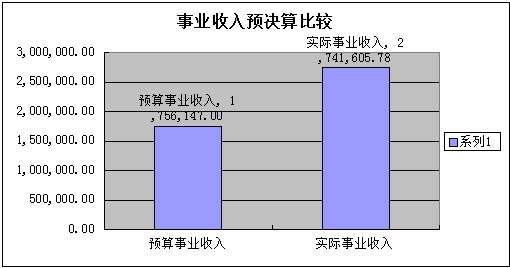 事业收入预决算比较
3,000,000.00
2,500,000.00
2,000,000.00
1,500,000.00
1,000,000.00
500,000.00
0.00
预算事业收入, 1
,756,147.00
实际事业收入, 2
,741,605.78
预算事业收入
实际事业收入
系列1